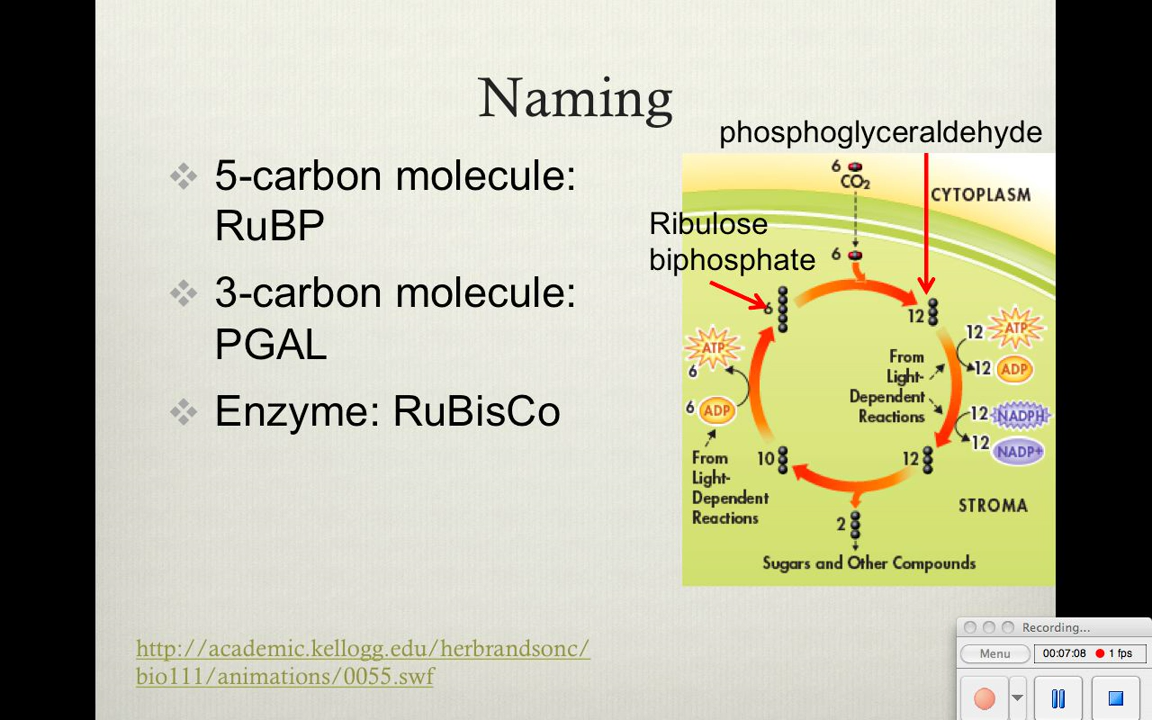 Naming
5-carbon molecule:
RuBP
3-carbon molecule:
PGAL
Enzyme: RuBisCo
http://academic.kellogg.edu/herbrandsonc/
bio111/animations/0055.swf
phosphoglyceraldehyde
6
CO2
CYTOPLASM
Ribulose
biphosphate
6
6
12
12 ATP
12 ADP
From
Light-
Dependent
Reactions
12 NADPH
12 NADP+
ATP
6
6 ADP
From
Light-
Dependent
Reactions
10
12
2
STROMA
Sugars and Other Compounds
Recording...
Menu
00:07:08 1 fps